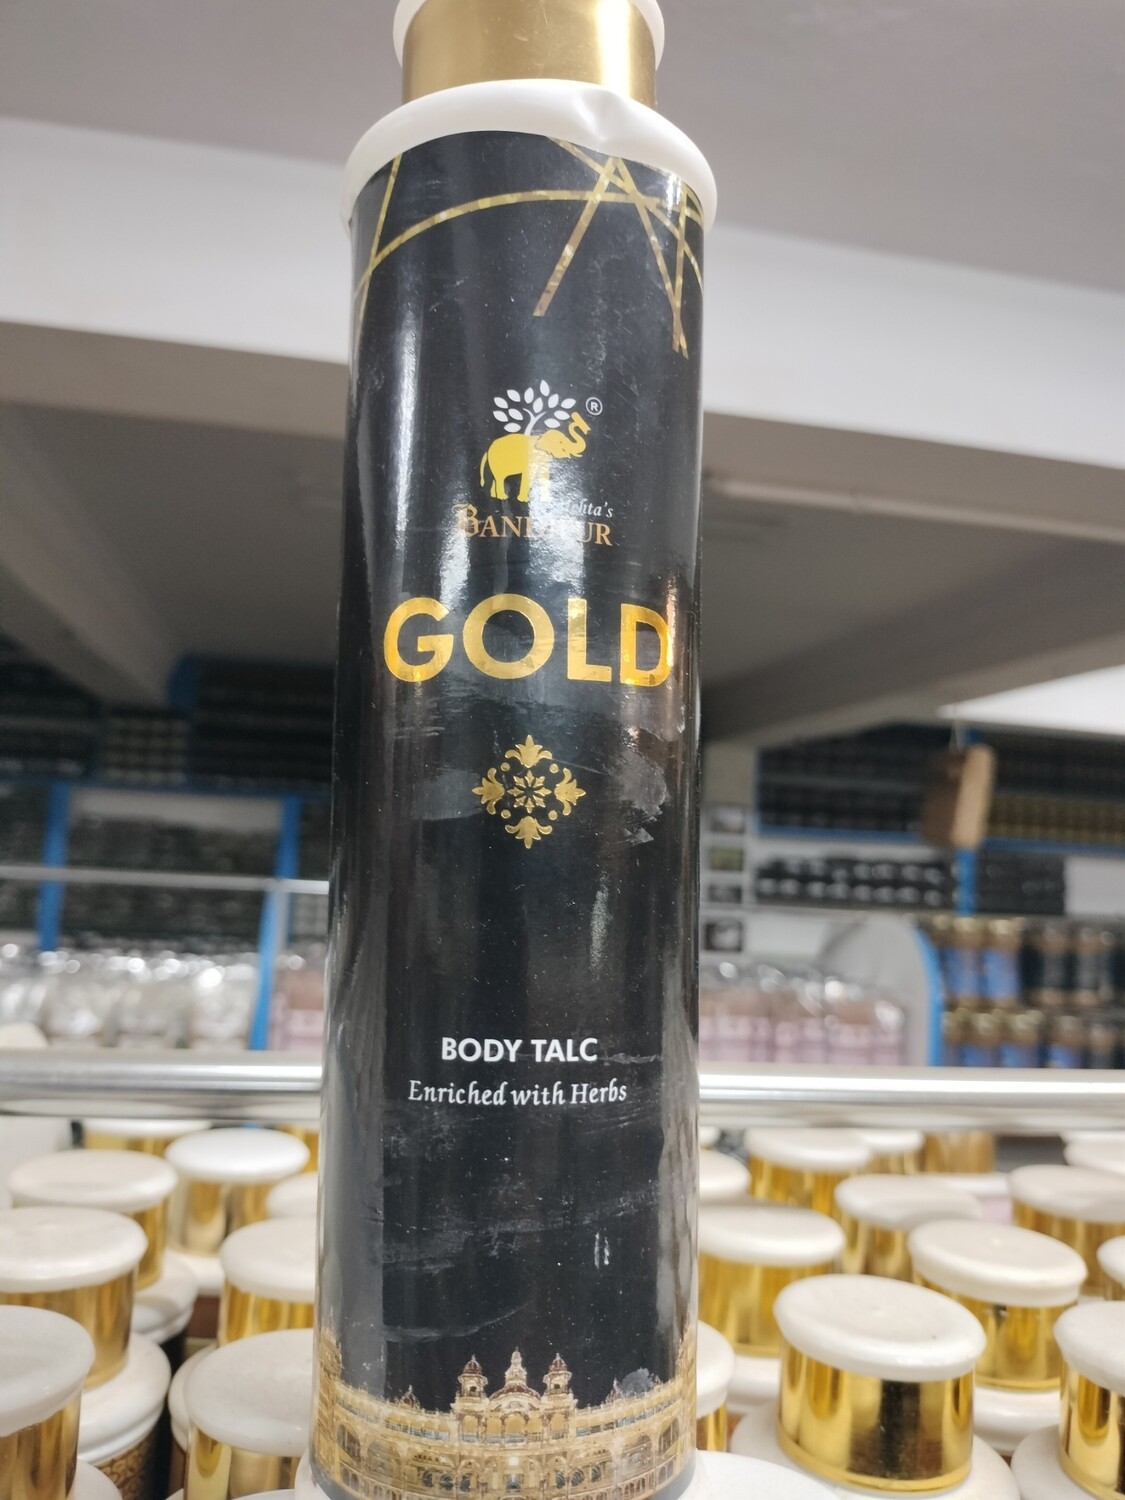 ®
GOLD
BODY TALC
Enriched with Herbs